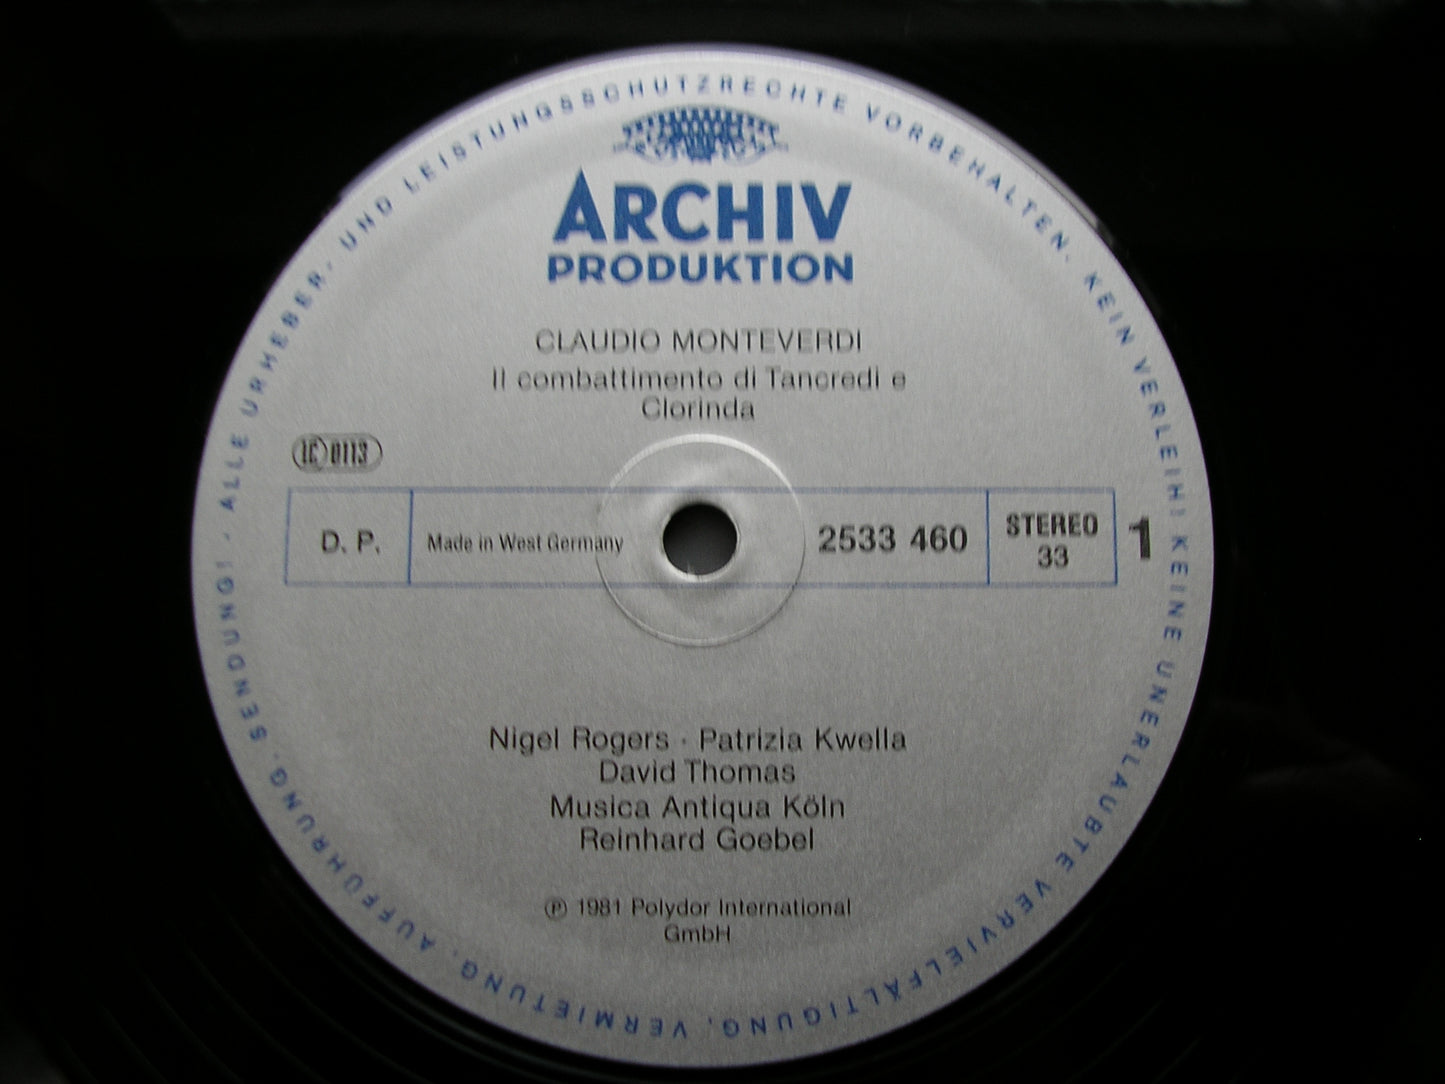 ALLE URHEBER- UND LEISTUNGSSCHUTZRECHTE VORBEHALTEN. KEIN VERLEIH! KEINE UNERLAUBTE VERVIELFÄLTIGUNG, VERMIETUNG, AUFFÜHRUNG, SENDUNG! -
ARCHIV
PRODUKTION
CLAUDIO MONTEVERDI
Il combattimento di Tancredi e
Clorinda
LC 0113
D. P.
Made in West Germany
2533 460
STEREO
33
1
Nigel Rogers · Patrizia Kwella
David Thomas
Musica Antiqua Köln
Reinhard Goebel
℗ 1981 Polydor International
GmbH